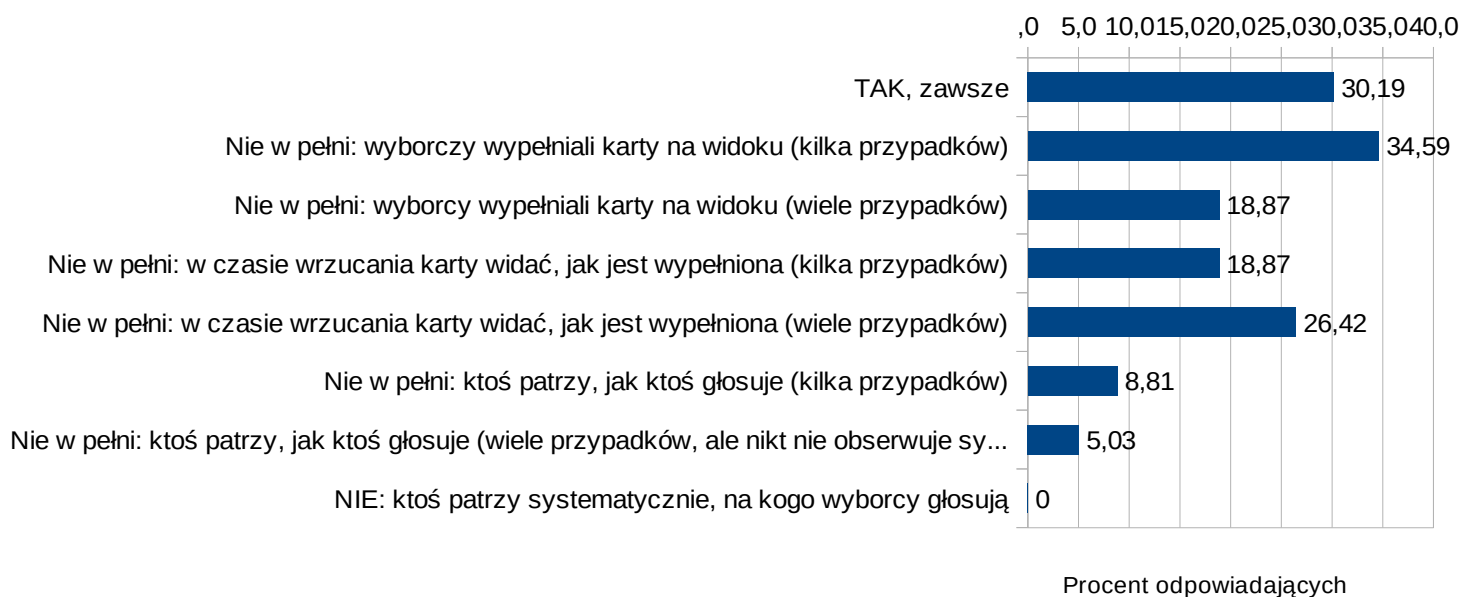 ,0 5,0 10,0 15,0 20,0 25,0 30,0 35,0 40,0
TAK, zawsze 30,19
Nie w pełni: wyborczy wypełniali karty na widoku (kilka przypadków) 34,59
Nie w pełni: wyborcy wypełniali karty na widoku (wiele przypadków) 18,87
Nie w pełni: w czasie wrzucania karty widać, jak jest wypełniona (kilka przypadków) 18,87
Nie w pełni: w czasie wrzucania karty widać, jak jest wypełniona (wiele przypadków) 26,42
Nie w pełni: ktoś patrzy, jak ktoś głosuje (kilka przypadków) 8,81
Nie w pełni: ktoś patrzy, jak ktoś głosuje (wiele przypadków, ale nikt nie obserwuje sy... 5,03
NIE: ktoś patrzy systematycznie, na kogo wyborcy głosują 0
Procent odpowiadających